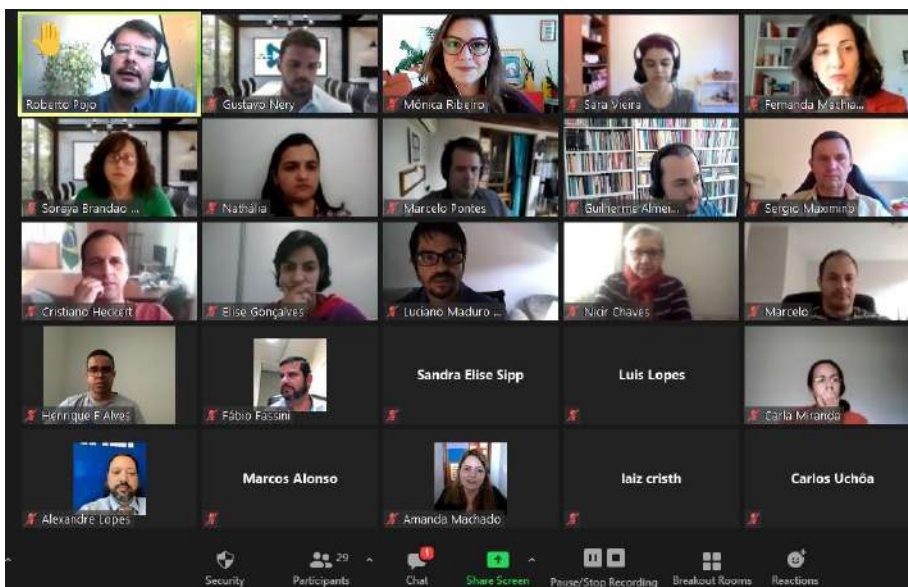 Roberto Pojo
Gustavo Nery
Mônica Ribeiro
Sara Vieira
Fernanda Machia...
Soraya Brandao ...
Nathália
Marcelo Pontes
Guilherme Almei...
Sergio Maximino
Cristiano Heckert
Elise Gonçalves
Luciano Maduro ...
Nicir Chaves
Marcelo
Henrique F Alves
Fábio Fassini
Sandra Elise Sipp
Luis Lopes
Carla Miranda
Alexandre Lopes
Marcos Alonso
Amanda Machado
laiz cristh
Carlos Uchôa
29
1
Security
Participants
Chat
Share Screen
Pause/Stop Recording
Breakout Rooms
Reactions